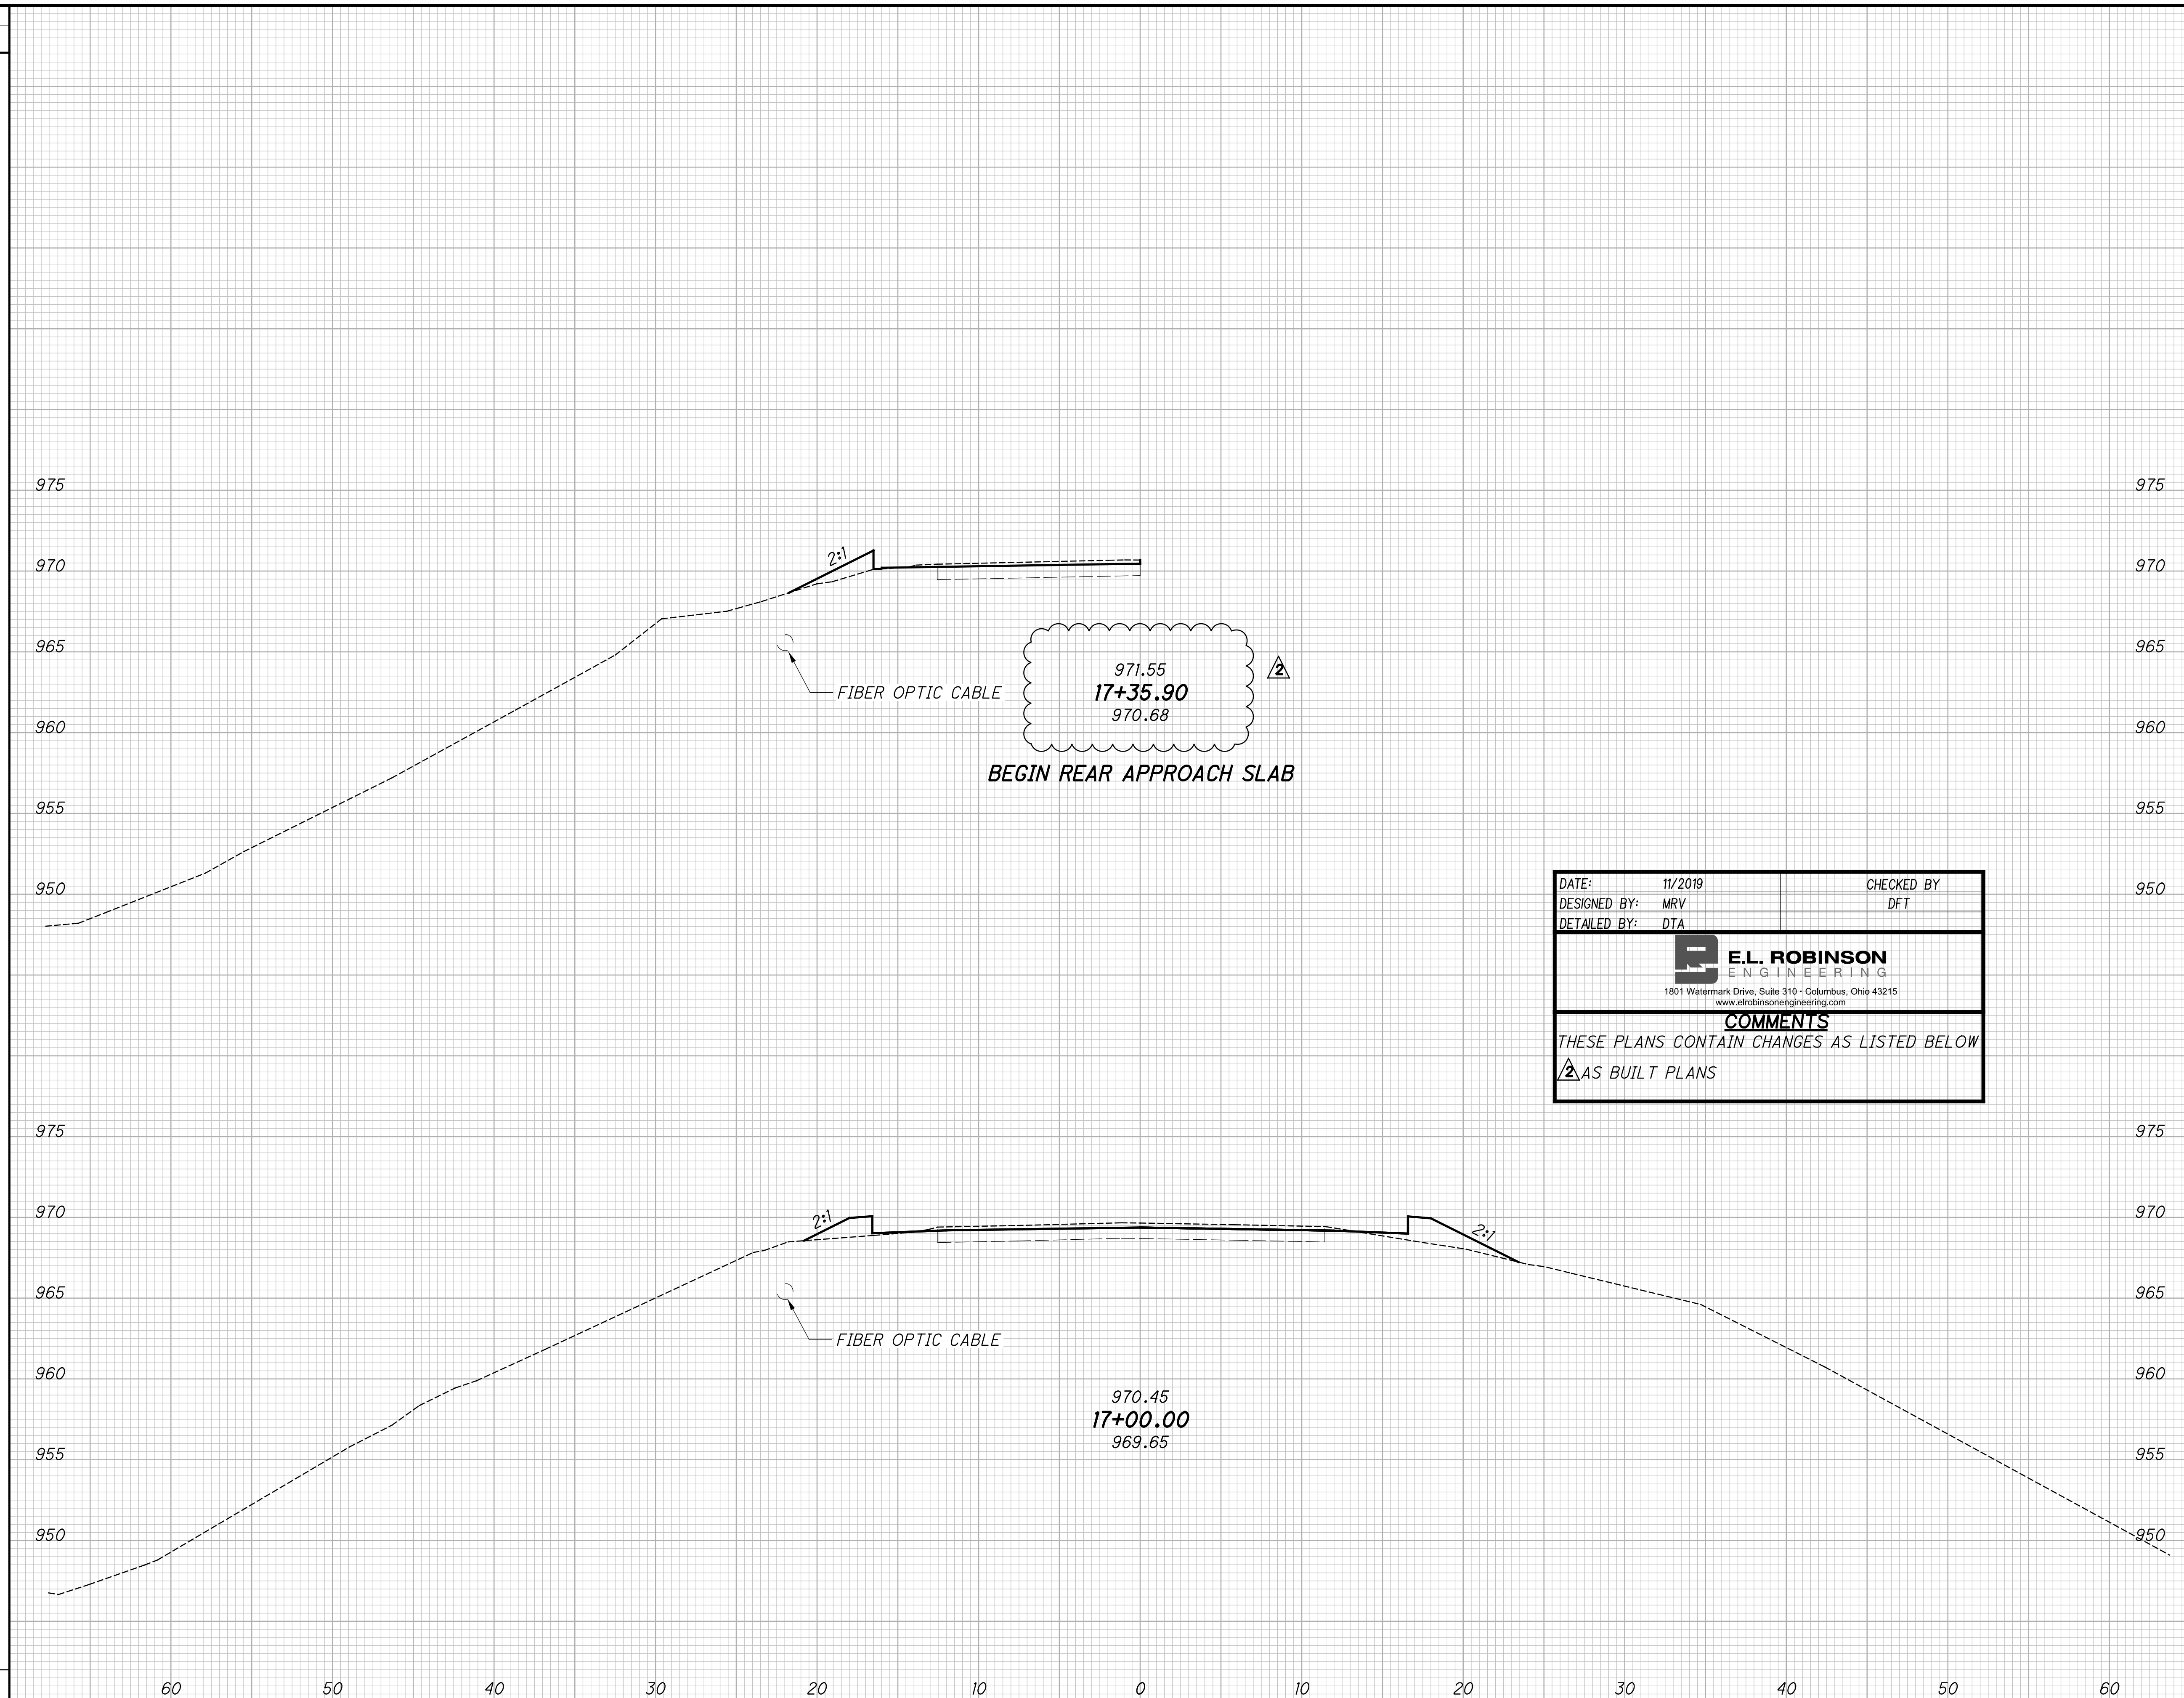 975 975
2:1
970 970
965 965
971.55
2
FIBER OPTIC CABLE 17+35.90
970.68
960 960
BEGIN REAR APPROACH SLAB
955 955
950 950
DATE: 11/2019 CHECKED BY
DESIGNED BY: MRV DFT
DETAILED BY: DTA
E.L. ROBINSON
ENGINEERING
1801 Watermark Drive, Suite 310 · Columbus, Ohio 43215
www.elrobinsonengineering.com
COMMENTS
THESE PLANS CONTAIN CHANGES AS LISTED BELOW
2 AS BUILT PLANS
975 975
970 970
2:1 2:1
965 965
FIBER OPTIC CABLE
960 960
970.45
17+00.00
969.65
955 955
950 950
60 50 40 30 20 10 0 10 20 30 40 50 60